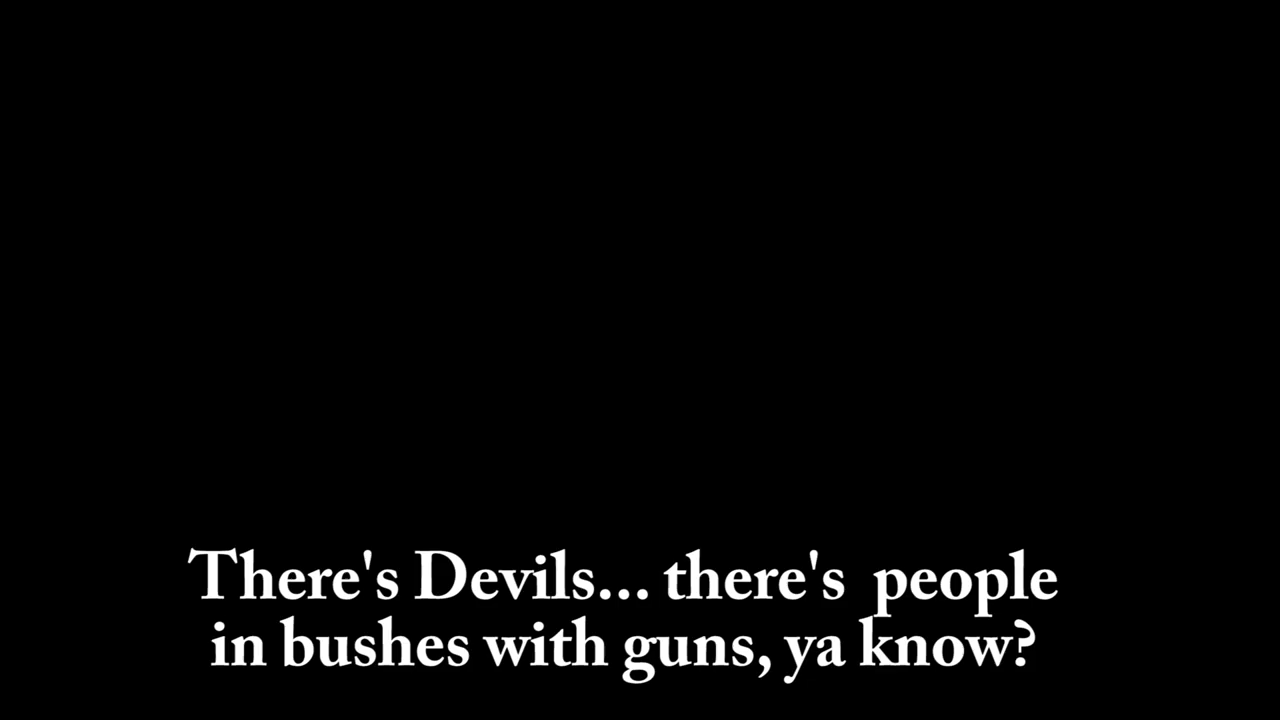 There's Devils... there's  people
in bushes with guns, ya know?